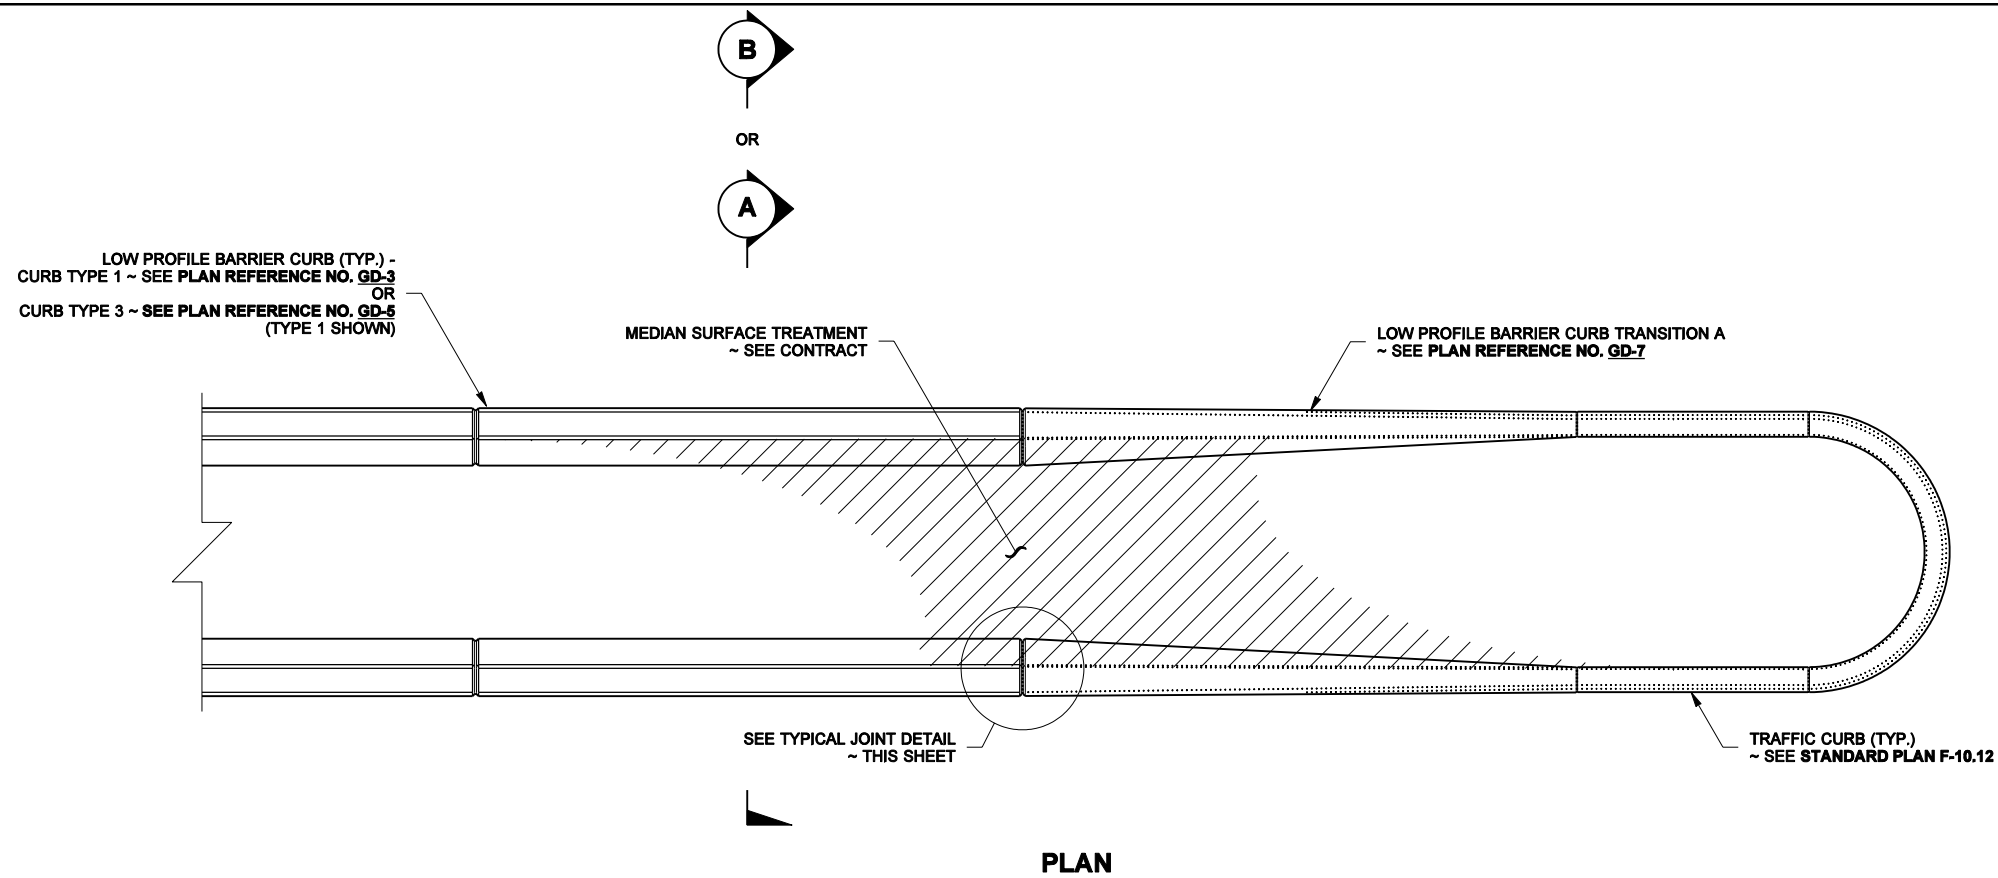 B
OR
A
LOW PROFILE BARRIER CURB (TYP.) -
CURB TYPE 1 ~ SEE PLAN REFERENCE NO. GD-3
OR
CURB TYPE 3 ~ SEE PLAN REFERENCE NO. GD-5
(TYPE 1 SHOWN)
MEDIAN SURFACE TREATMENT
~ SEE CONTRACT
LOW PROFILE BARRIER CURB TRANSITION A
~ SEE PLAN REFERENCE NO. GD-7
SEE TYPICAL JOINT DETAIL
~ THIS SHEET
TRAFFIC CURB (TYP.)
~ SEE STANDARD PLAN F-10.12
PLAN